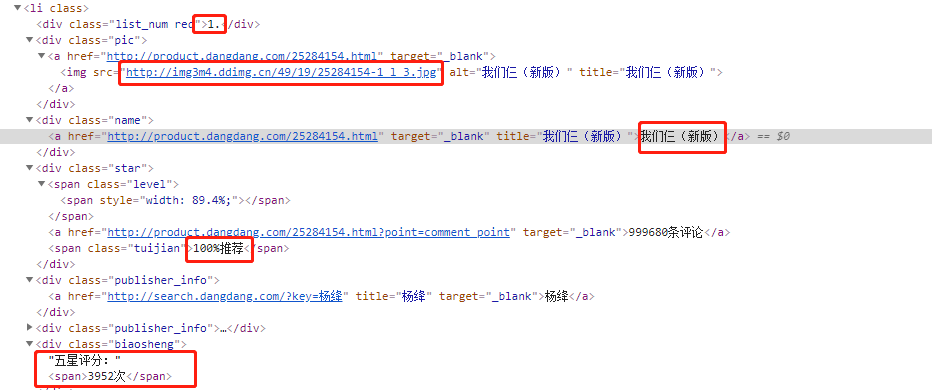 ▼<li class>
<div class="list_num red">1.</div>
▼<div class="pic">
▼<a href="http://product.dangdang.com/25284154.html" target="_blank">
<img src="http://img3m4.ddimg.cn/49/19/25284154-1_l_3.jpg" alt="我们仨（新版）" title="我们仨（新版）">
</a>
</div>
▼<div class="name">
<a href="http://product.dangdang.com/25284154.html" target="_blank" title="我们仨（新版）">我们仨（新版）</a> == $0
</div>
▼<div class="star">
▼<span class="level">
<span style="width: 89.4%;"></span>
</span>
<a href="http://product.dangdang.com/25284154.html?point=comment_point" target="_blank">999680条评论</a>
<span class="tuijian">100%推荐</span>
</div>
▼<div class="publisher_info">
<a href="http://search.dangdang.com/?key=杨绛" title="杨绛" target="_blank">杨绛</a>
</div>
▶<div class="publisher_info">…</div>
▼<div class="biaosheng">
"五星评分："
<span>3952次</span>